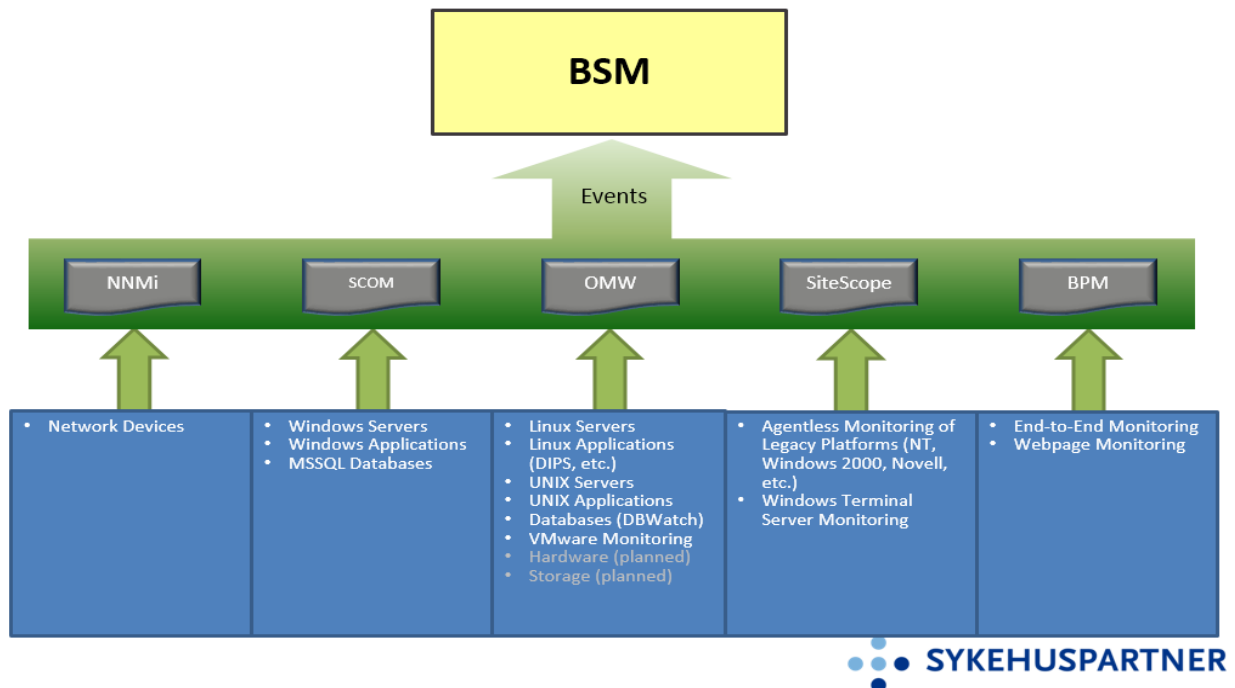 BSM
Events
NNMi
SCOM
OMW
SiteScope
BPM
• Network Devices
• Windows Servers
• Windows Applications
• MSSQL Databases
• Linux Servers
• Linux Applications
(DIPS, etc.)
• UNIX Servers
• UNIX Applications
• Databases (DBWatch)
• VMware Monitoring
• Hardware (planned)
• Storage (planned)
• Agentless Monitoring of
Legacy Platforms (NT,
Windows 2000, Novell,
etc.)
• Windows Terminal
Server Monitoring
• End-to-End Monitoring
• Webpage Monitoring
SYKEHUSPARTNER